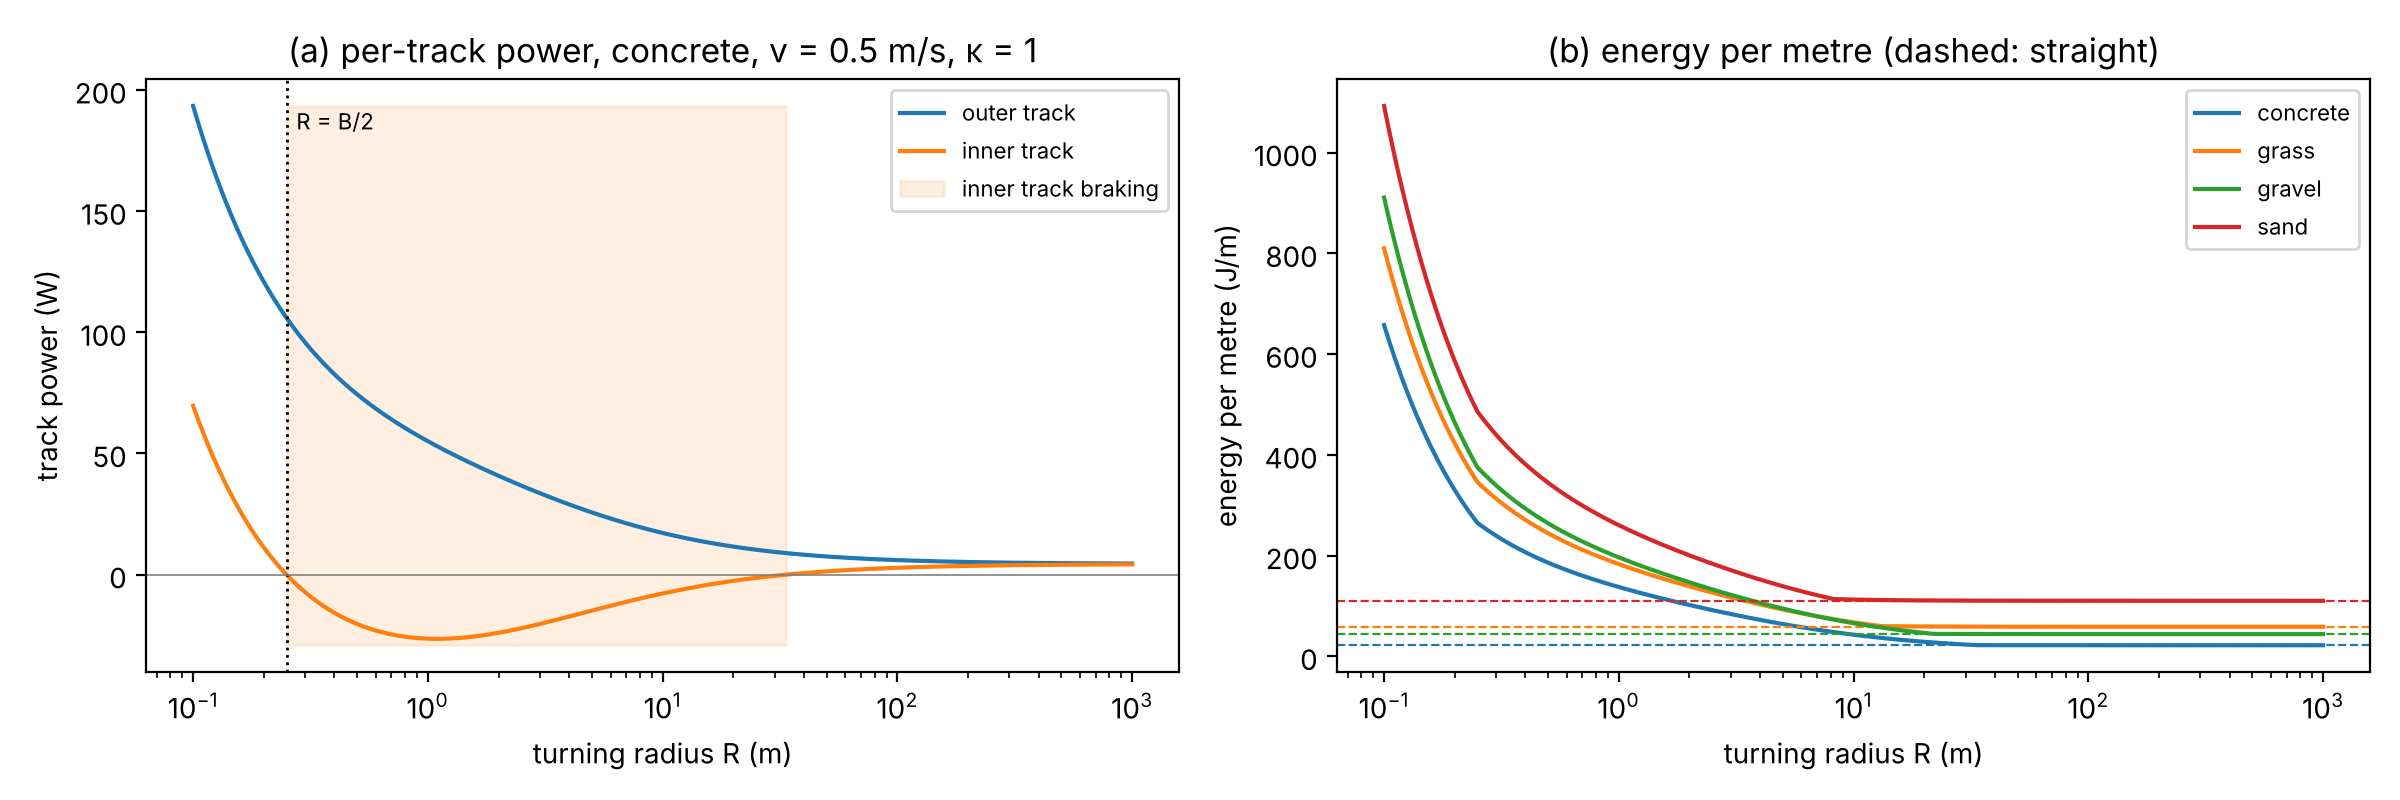 (a) per-track power, concrete, v = 0.5 m/s, κ = 1
track power (W)
200
150
100
50
0
R = B/2
outer track
inner track
inner track braking
10⁻¹
10⁰
10¹
10²
10³
turning radius R (m)
(b) energy per metre (dashed: straight)
energy per metre (J/m)
1000
800
600
400
200
0
concrete
grass
gravel
sand
10⁻¹
10⁰
10¹
10²
10³
turning radius R (m)